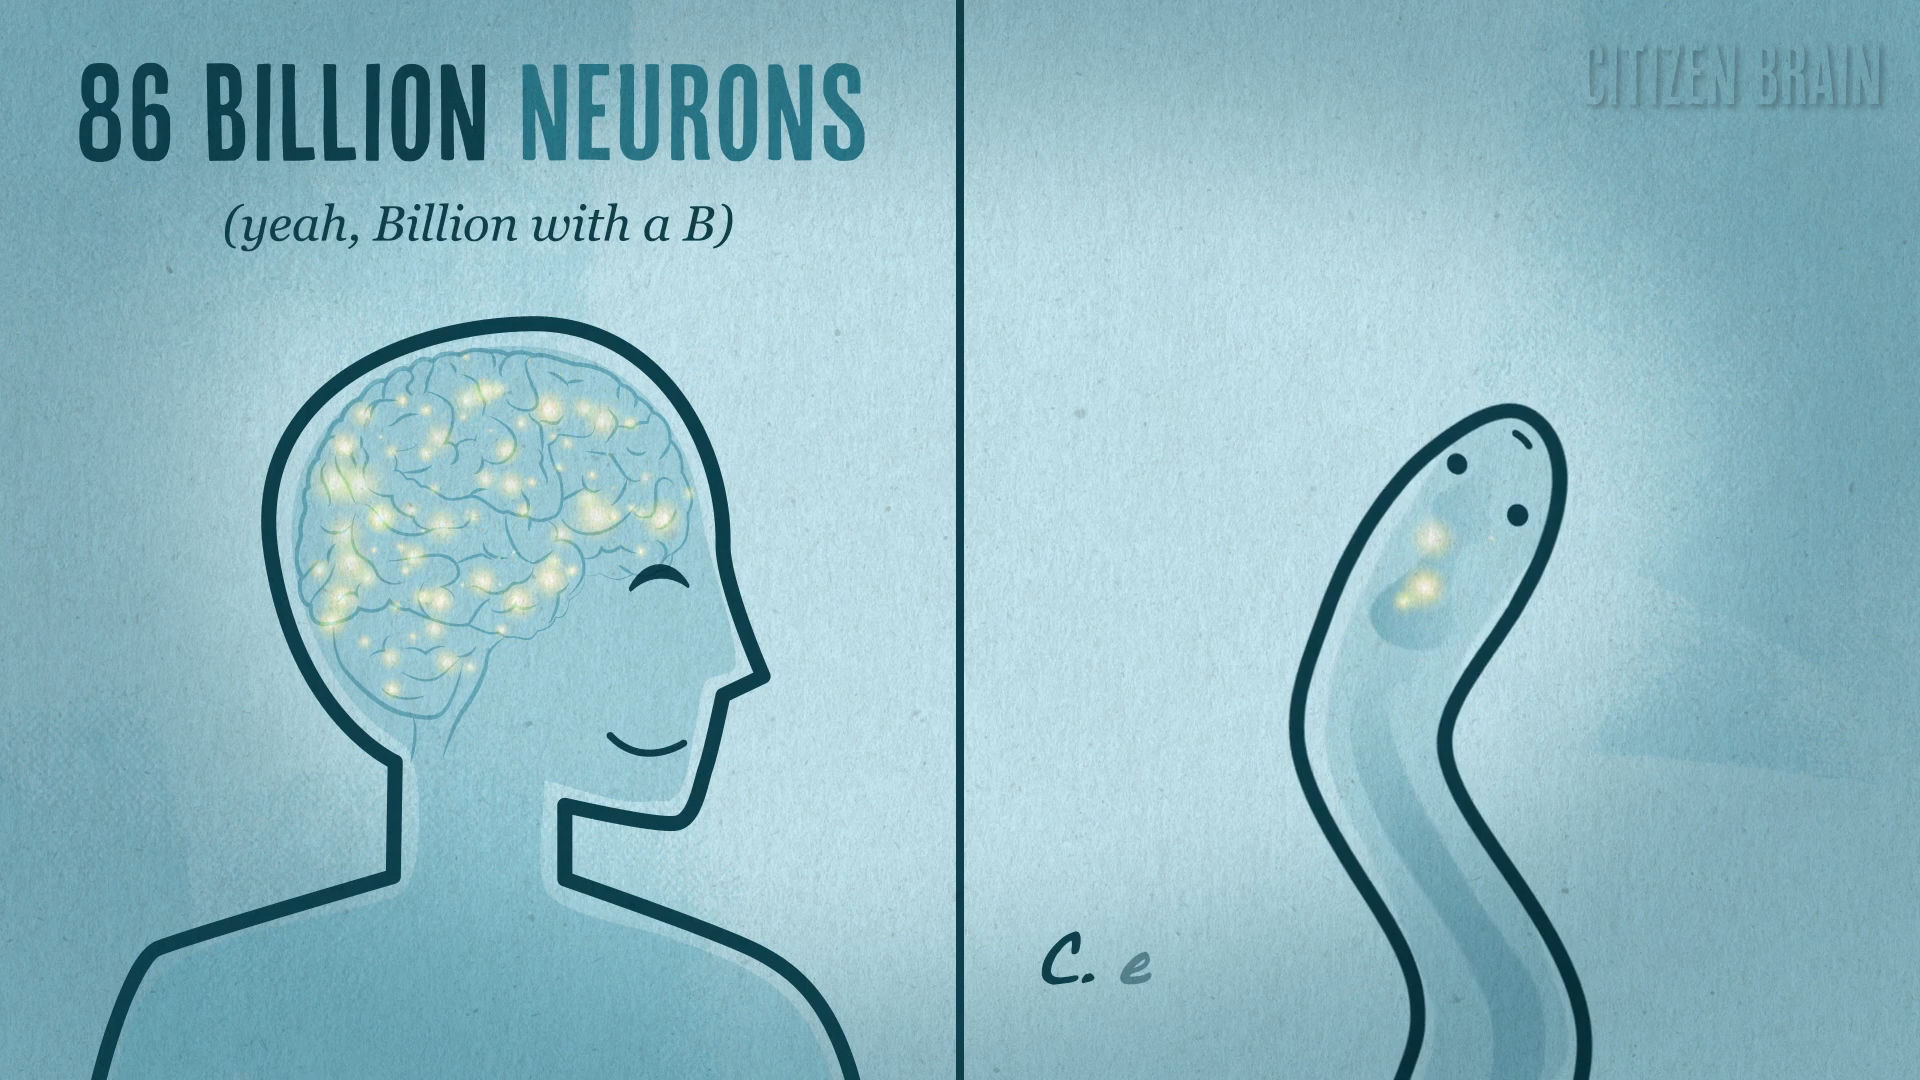 86 BILLION NEURONS
(yeah, Billion with a B)
CITIZEN BRAIN
C. e